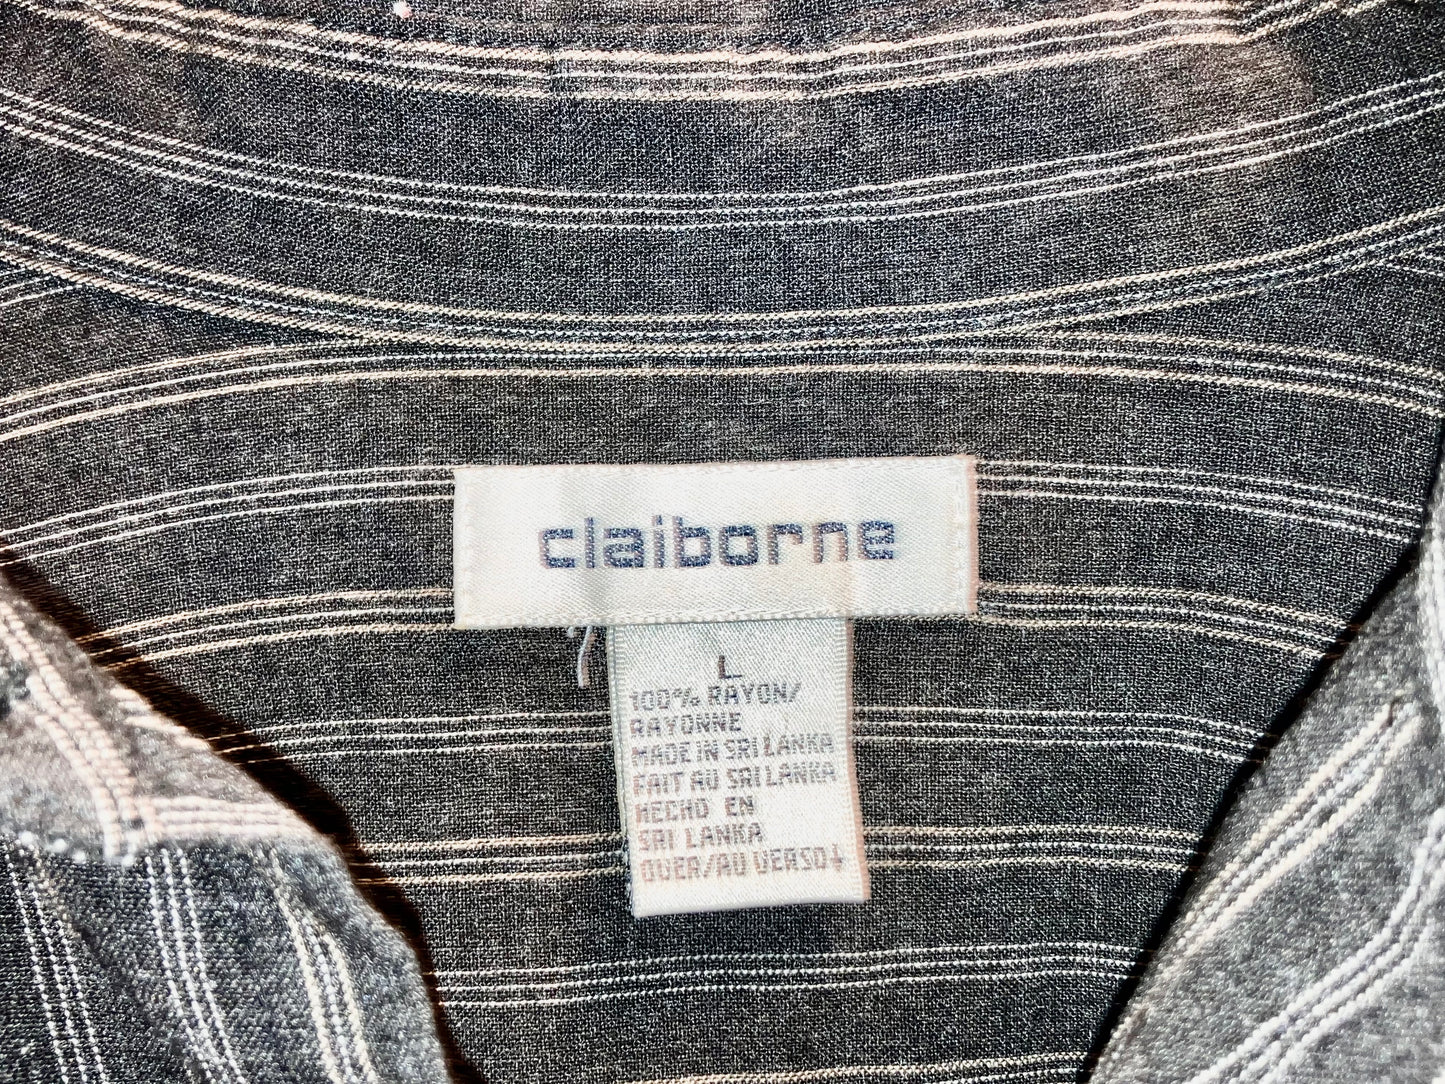 claiborne
L
100% RAYON/
RAYONNE
MADE IN SRI LANKA
FAIT AU SRI LANKA
HECHO EN
SRI LANKA
OVER/AU VERSO↓